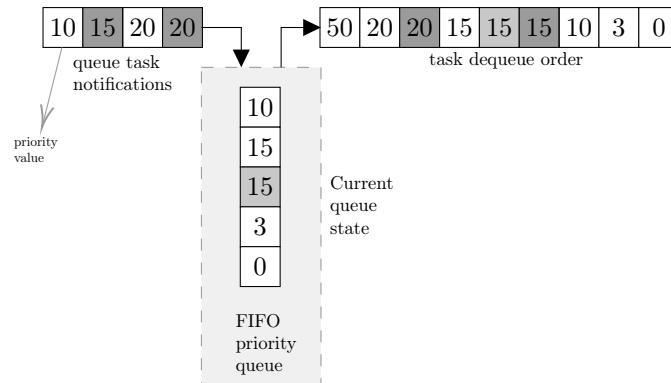 10 15 20 20
50 20 20 15 15 15 10 3 0
queue task
notifications
task dequeue order
priority
value
10
15
15
3
0
Current
queue
state
FIFO
priority
queue